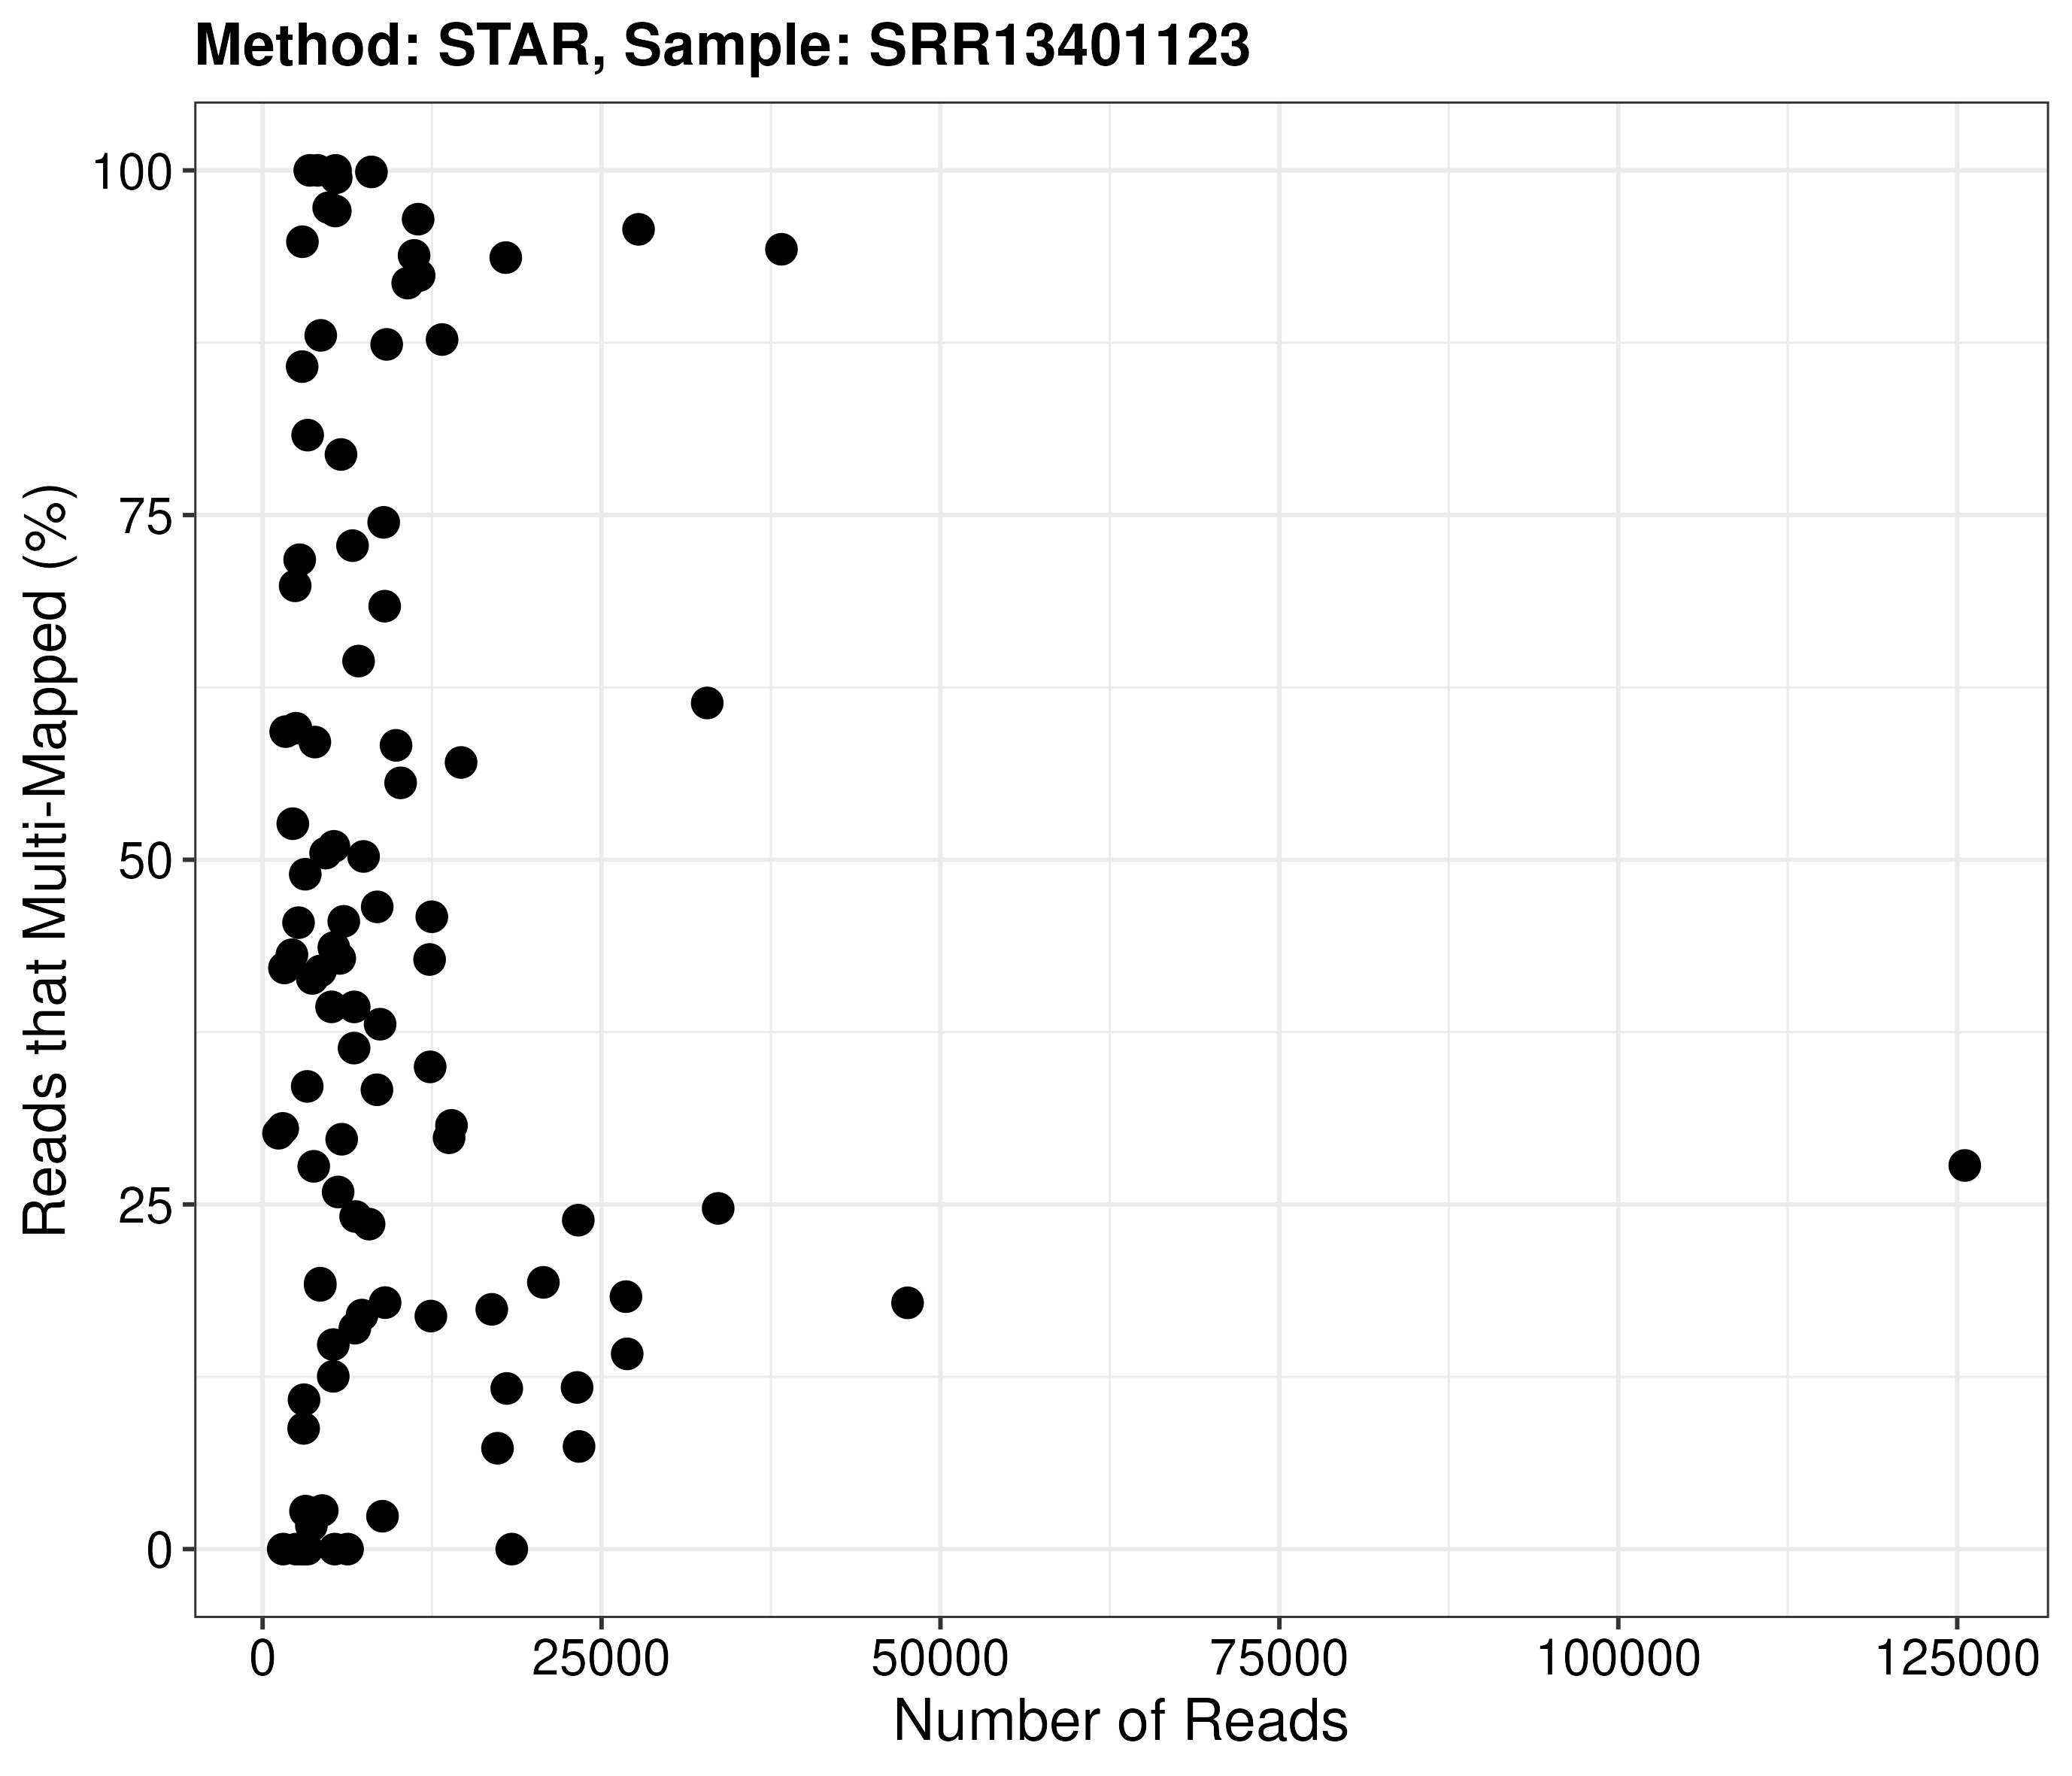 Method: STAR, Sample: SRR13401123
Reads that Multi-Mapped (%)
100
75
50
25
0
0 25000 50000 75000 100000 125000
Number of Reads